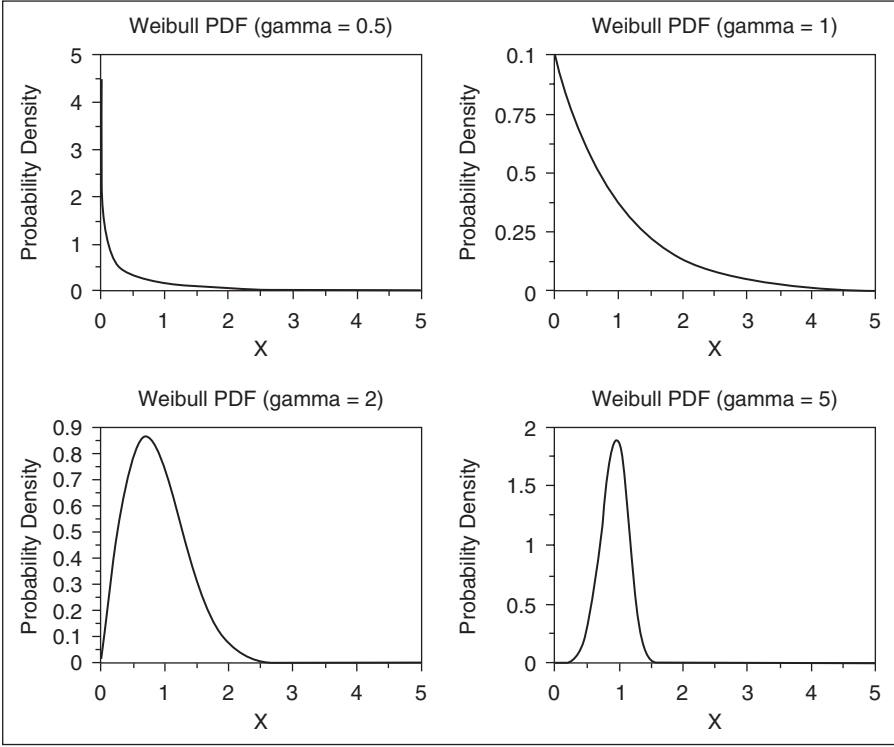 Weibull PDF (gamma = 0.5)
Probability Density
5
4
3
2
1
0
0 1 2 3 4 5
X
Weibull PDF (gamma = 1)
Probability Density
0.1
0.75
0.5
0.25
0
0 1 2 3 4 5
X
Weibull PDF (gamma = 2)
Probability Density
0.9
0.8
0.7
0.6
0.5
0.4
0.3
0.2
0.1
0
0 1 2 3 4 5
X
Weibull PDF (gamma = 5)
Probability Density
2
1.5
1
0.5
0
0 1 2 3 4 5
X